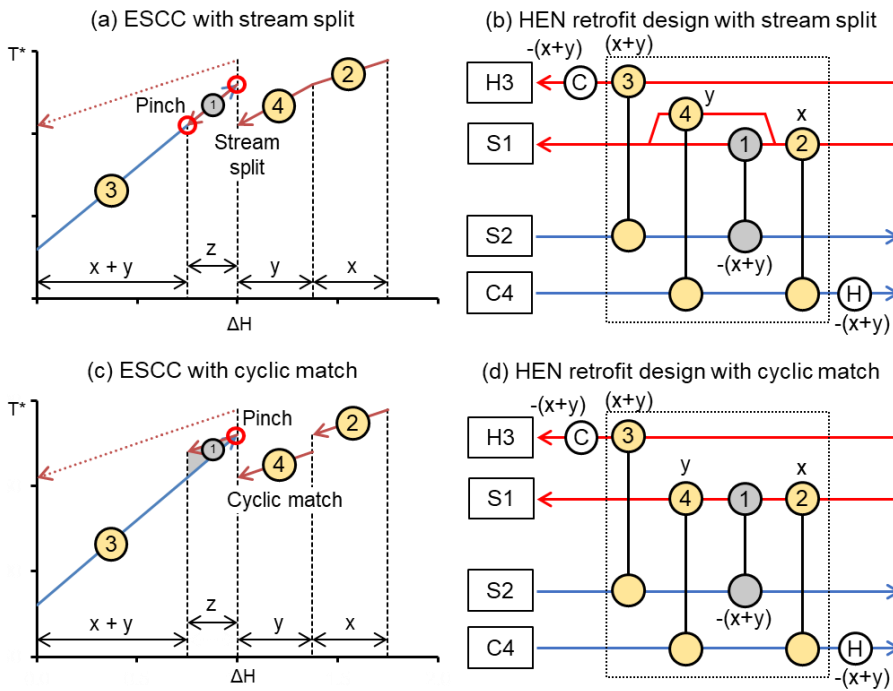 (a) ESCC with stream split
T*
2
1
4
Pinch
Stream
split
3
z
x + y
y
x
ΔH
(b) HEN retrofit design with stream split
-(x+y)
(x+y)
H3
C
3
4
y
x
S1
1
2
S2
-(x+y)
C4
H
-(x+y)
(c) ESCC with cyclic match
T*
Pinch
2
1
4
Cyclic match
3
z
x + y
y
x
ΔH
(d) HEN retrofit design with cyclic match
-(x+y)
(x+y)
H3
C
3
y
x
S1
4
1
2
S2
-(x+y)
C4
H
-(x+y)